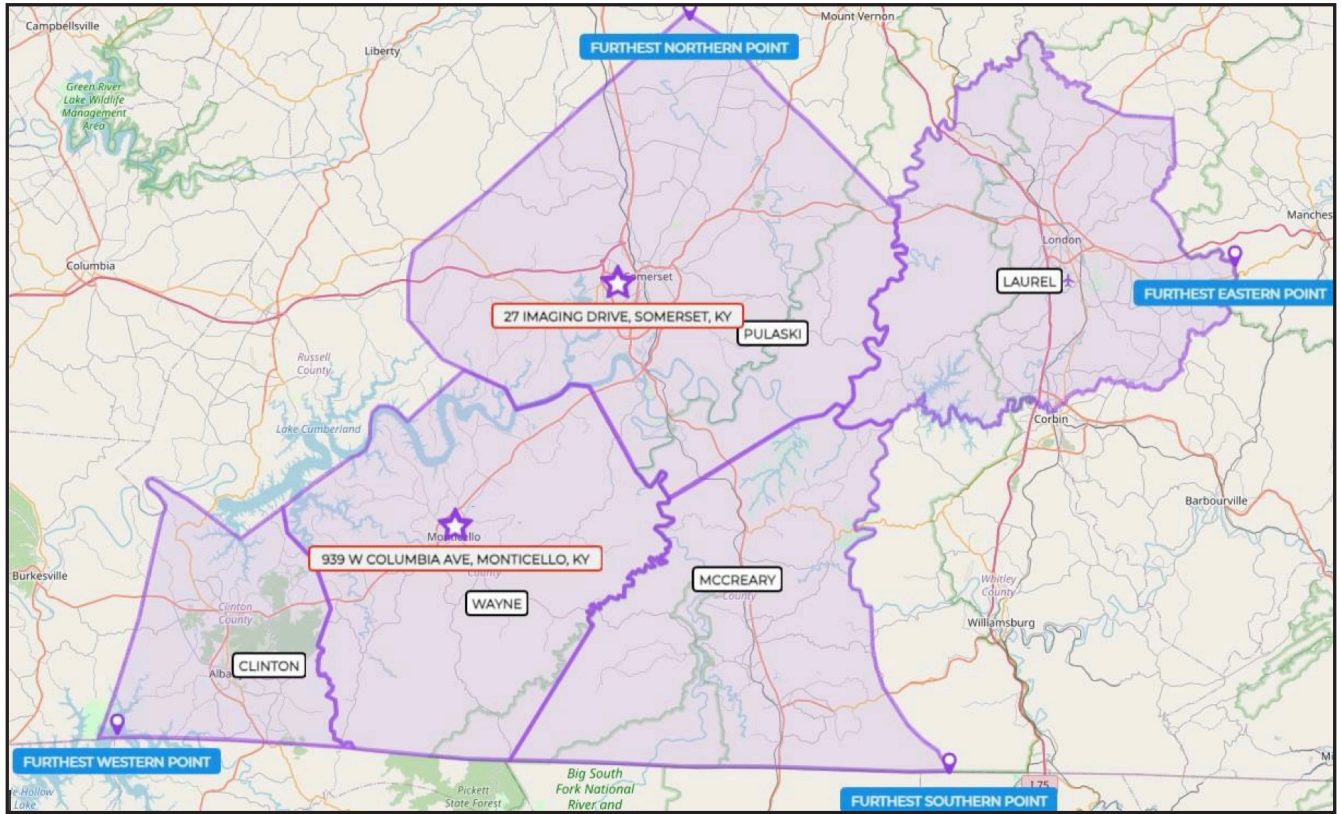 Campbellsville
Liberty
FURTHEST NORTHERN POINT
Mount Vernon
Green River
Lake Wildlife
Management
Area
Columbia
London
Somerset
LAUREL
FURTHEST EASTERN POINT
27 IMAGING DRIVE, SOMERSET, KY
PULASKI
Russell
County
Lake Cumberland
Corbin
Barbourville
939 W COLUMBIA AVE, MONTICELLO, KY
Burkesville
MCCREARY
County
WAYNE
Whitley
County
Clinton
County
Williamsburg
CLINTON
FURTHEST WESTERN POINT
FURTHEST SOUTHERN POINT
Big South
Fork National
River and
Pickett
State Forest
Lake